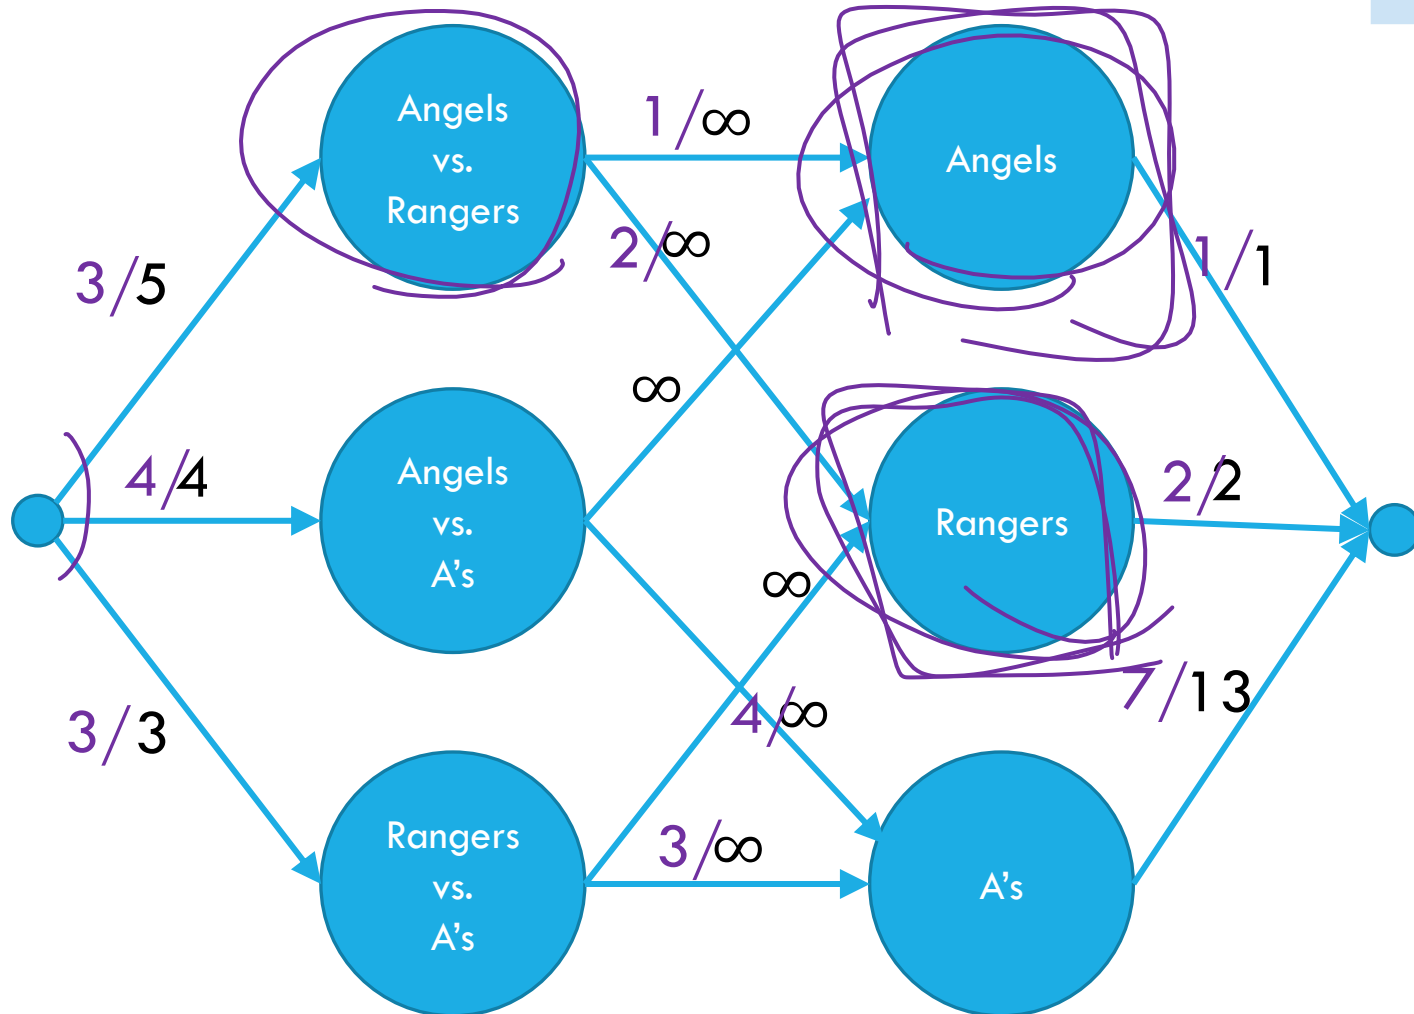 Angels
vs.
Rangers
1/∞
Angels
2/∞
3/5
1/1
∞
4/4
Angels
vs.
A's
Rangers
2/2
∞
3/3
4/∞
7/13
Rangers
vs.
A's
3/∞
A's